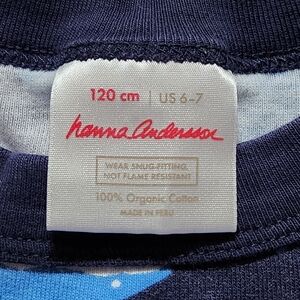 120 cm | US 6-7
hanna andersson
WEAR SNUG-FITTING,
NOT FLAME RESISTANT
100% Organic Cotton
MADE IN PERU